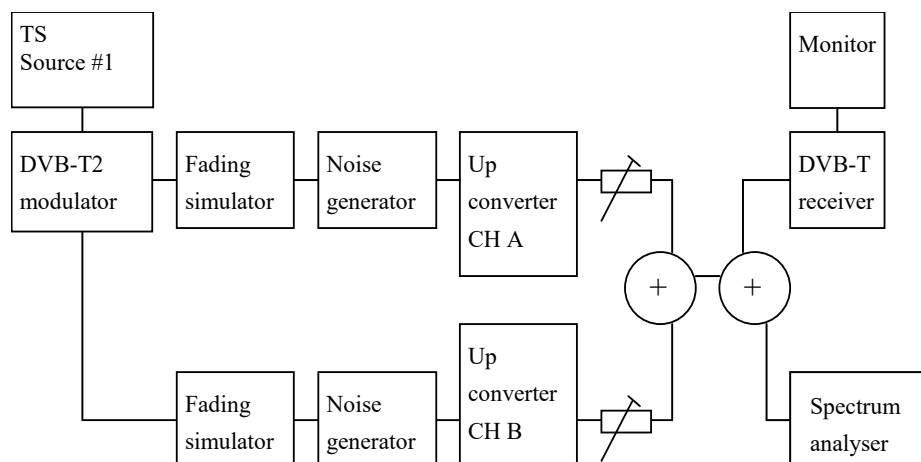 TS
Source #1
Monitor
DVB-T2
modulator
Fading
simulator
Noise
generator
Up
converter
CH A
DVB-T
receiver
+
+
Fading
simulator
Noise
generator
Up
converter
CH B
Spectrum
analyser